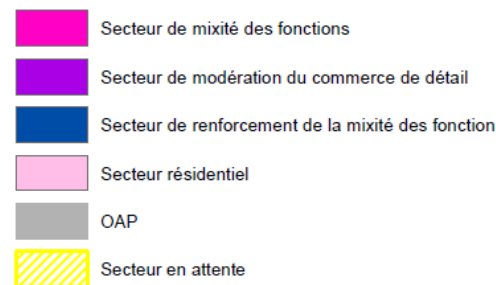 Secteur de mixité des fonctions
Secteur de modération du commerce de détail
Secteur de renforcement de la mixité des fonction
Secteur résidentiel
OAP
Secteur en attente